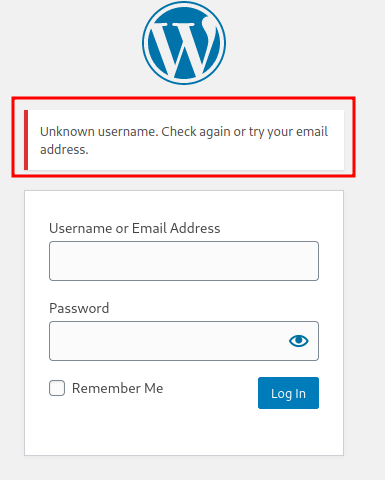 Unknown username. Check again or try your email
address.
Username or Email Address
Password
Remember Me
Log In